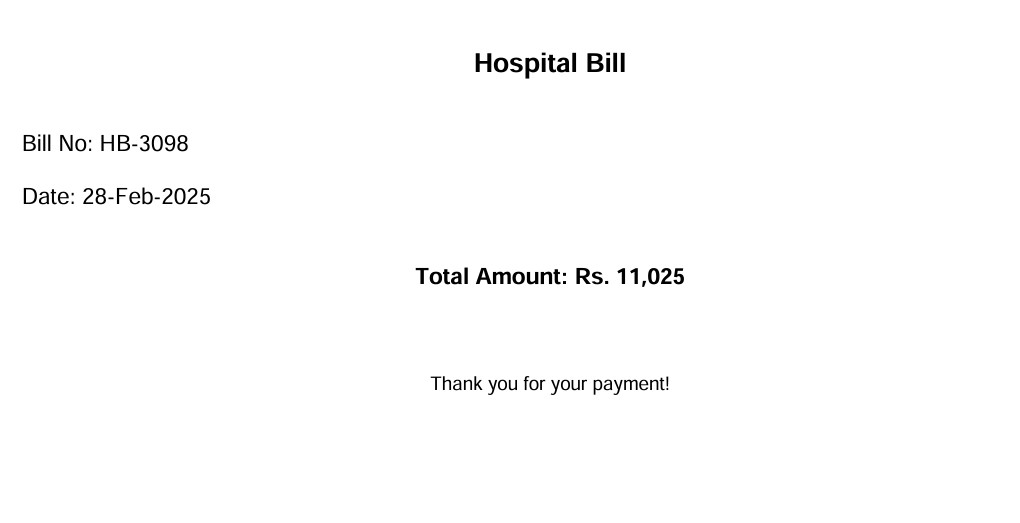 Hospital Bill
Bill No: HB-3098
Date: 28-Feb-2025
Total Amount: Rs. 11,025
Thank you for your payment!